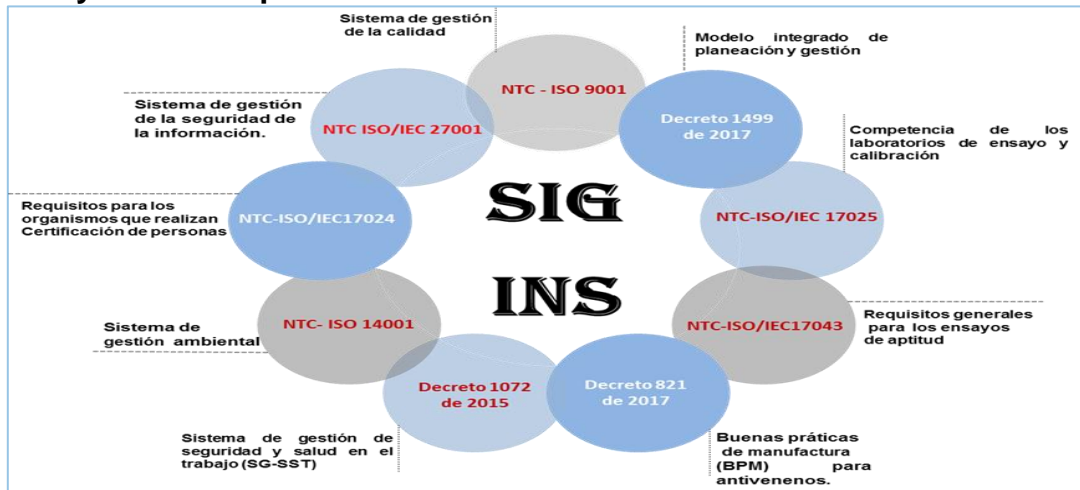 Sistema de gestión
de la calidad
NTC - ISO 9001
Modelo integrado de
planeación y gestión
Decreto 1499
de 2017
Competencia de los
laboratorios de ensayo y
calibración
NTC-ISO/IEC 17025
Requisitos generales
para los ensayos
de aptitud
NTC-ISO/IEC17043
Buenas práticas
de manufactura
(BPM) para
antivenenos.
Decreto 821
de 2017
Sistema de gestión de
seguridad y salud en el
trabajo (SG-SST)
Decreto 1072
de 2015
Sistema de
gestión ambiental
NTC- ISO 14001
Requisitos para los
organismos que realizan
Certificación de personas
NTC-ISO/IEC17024
Sistema de gestión
de la seguridad de
la información.
NTC ISO/IEC 27001
SIG
INS